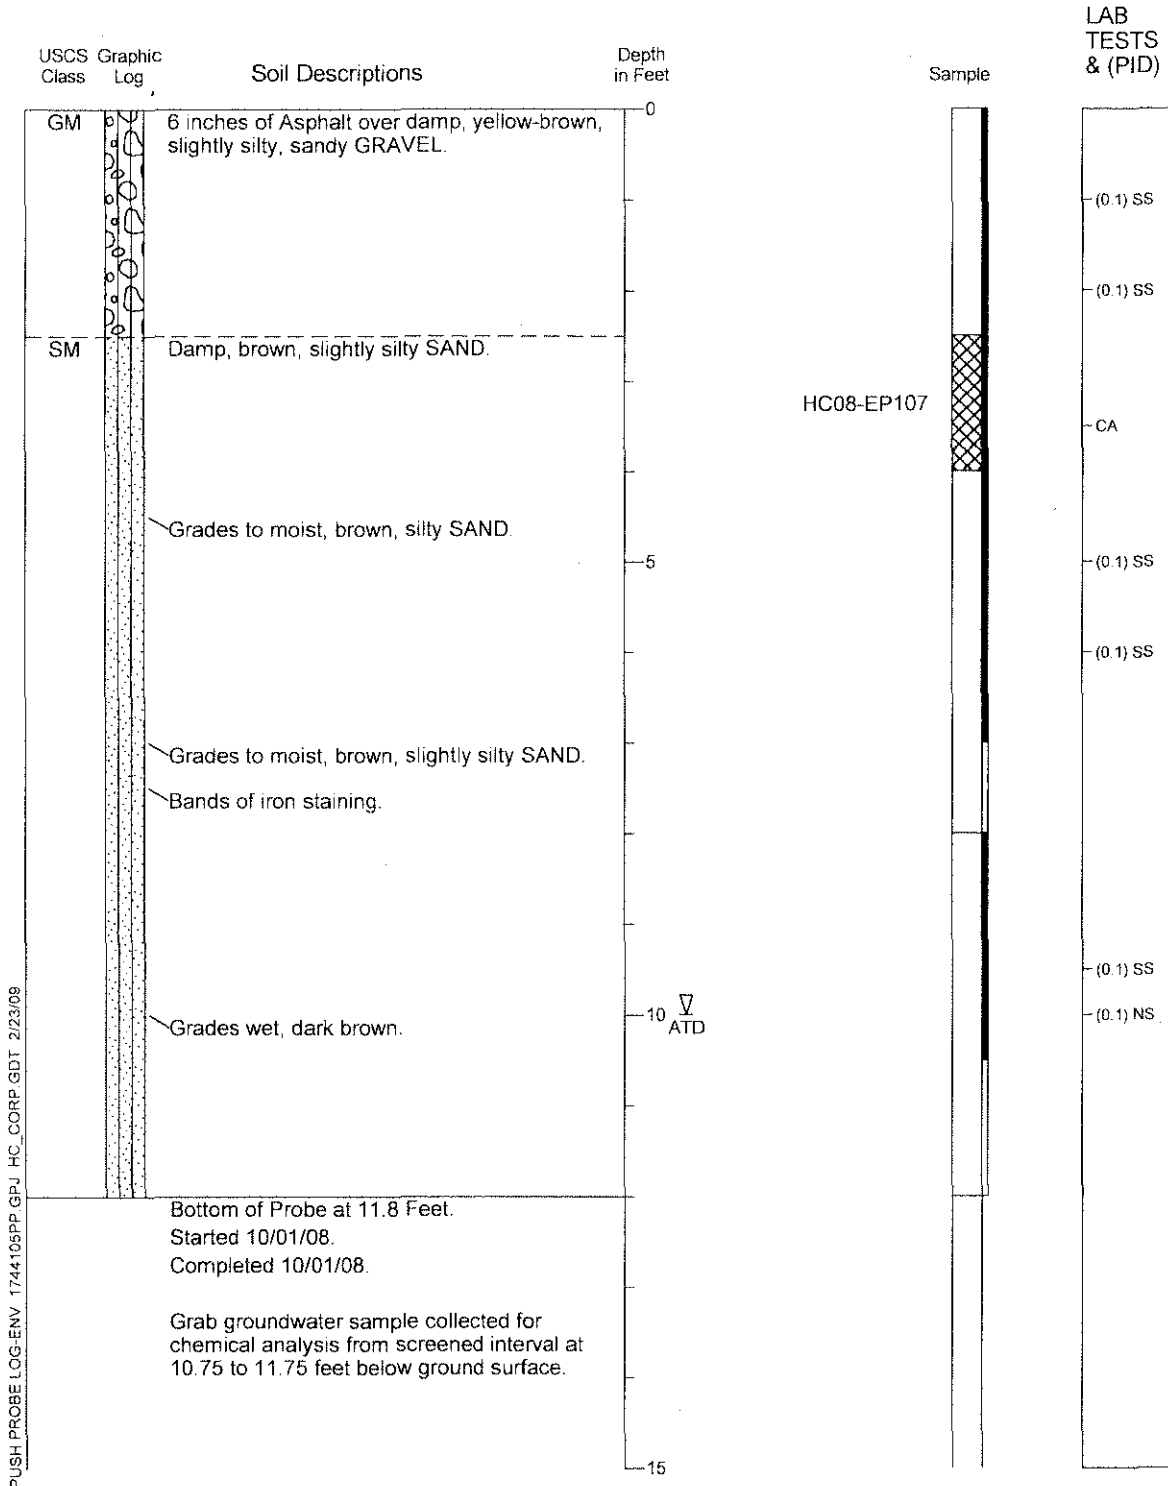 LAB
TESTS
& (PID)
USCS Graphic
Class Log
Soil Descriptions
Depth
in Feet
Sample
GM
6 inches of Asphalt over damp, yellow-brown,
slightly silty, sandy GRAVEL.
0
(0.1) SS
(0.1) SS
SM
Damp, brown, slightly silty SAND.
HC08-EP107
CA
Grades to moist, brown, silty SAND.
5
(0.1) SS
(0.1) SS
Grades to moist, brown, slightly silty SAND.
Bands of iron staining.
(0.1) SS
Grades wet, dark brown.
10
ATD
(0.1) NS
Bottom of Probe at 11.8 Feet.
Started 10/01/08.
Completed 10/01/08.
Grab groundwater sample collected for
chemical analysis from screened interval at
10.75 to 11.75 feet below ground surface.
15
PUSH PROBE LOG-ENV 1744105PP.GPJ HC_CORP.GDT 2/23/09